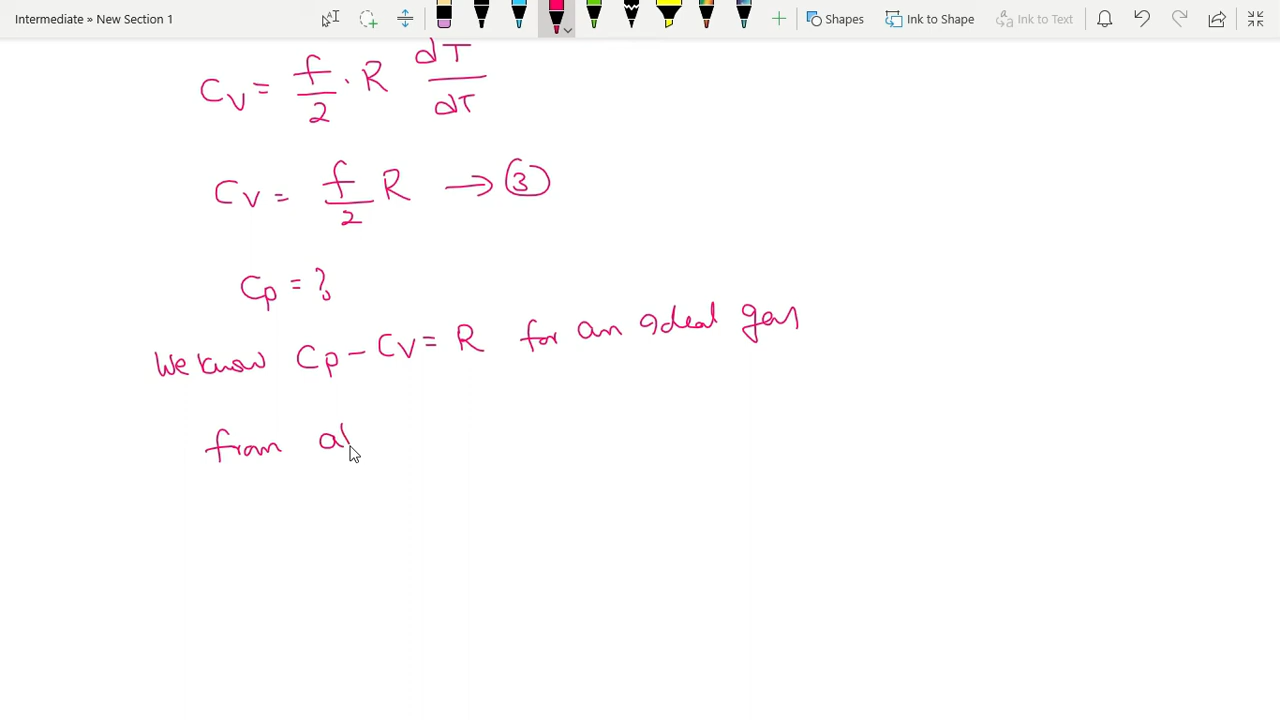 Intermediate » New Section 1
Shapes
Ink to Shape
Ink to Text
Cv = f/2 · R dT/dT
Cv = f/2 R → ③
Cp = ?
We know Cp - Cv = R for an ideal gas
from al